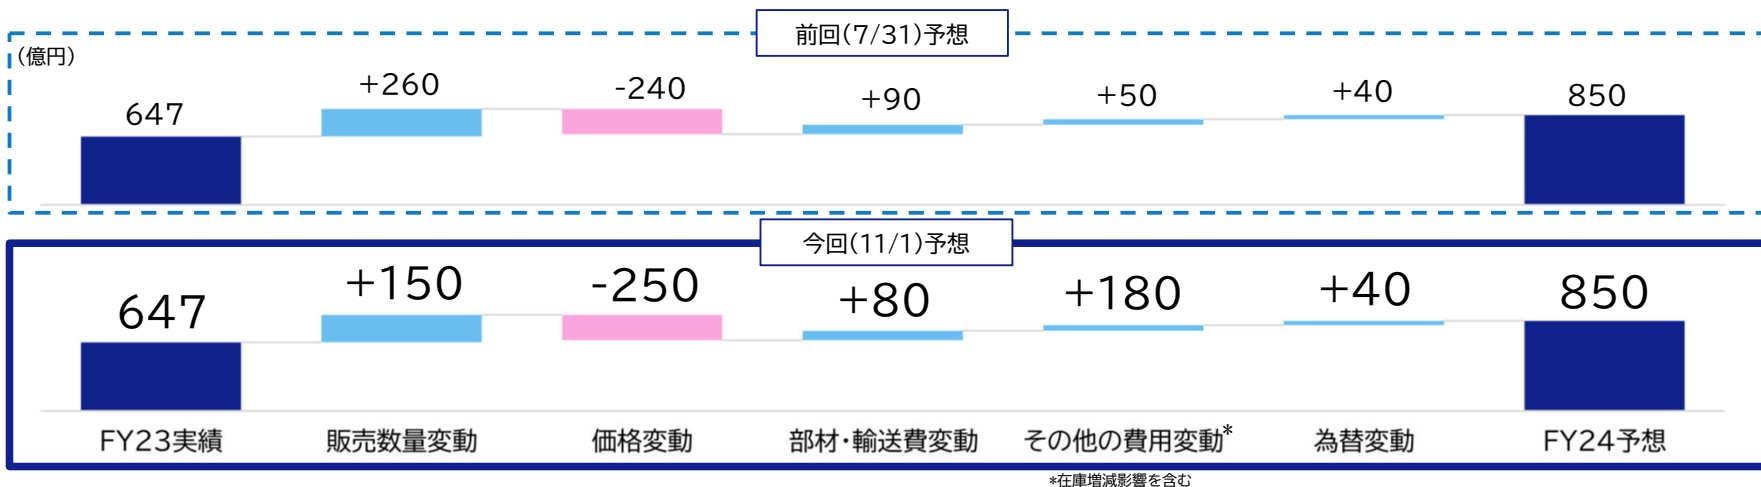 前回(7/31)予想
(億円)
647
+260
-240
+90
+50
+40
850
今回(11/1)予想
647
+150
-250
+80
+180
+40
850
FY23実績
販売数量変動
価格変動
部材・輸送費変動
その他の費用変動*
為替変動
FY24予想
*在庫増減影響を含む